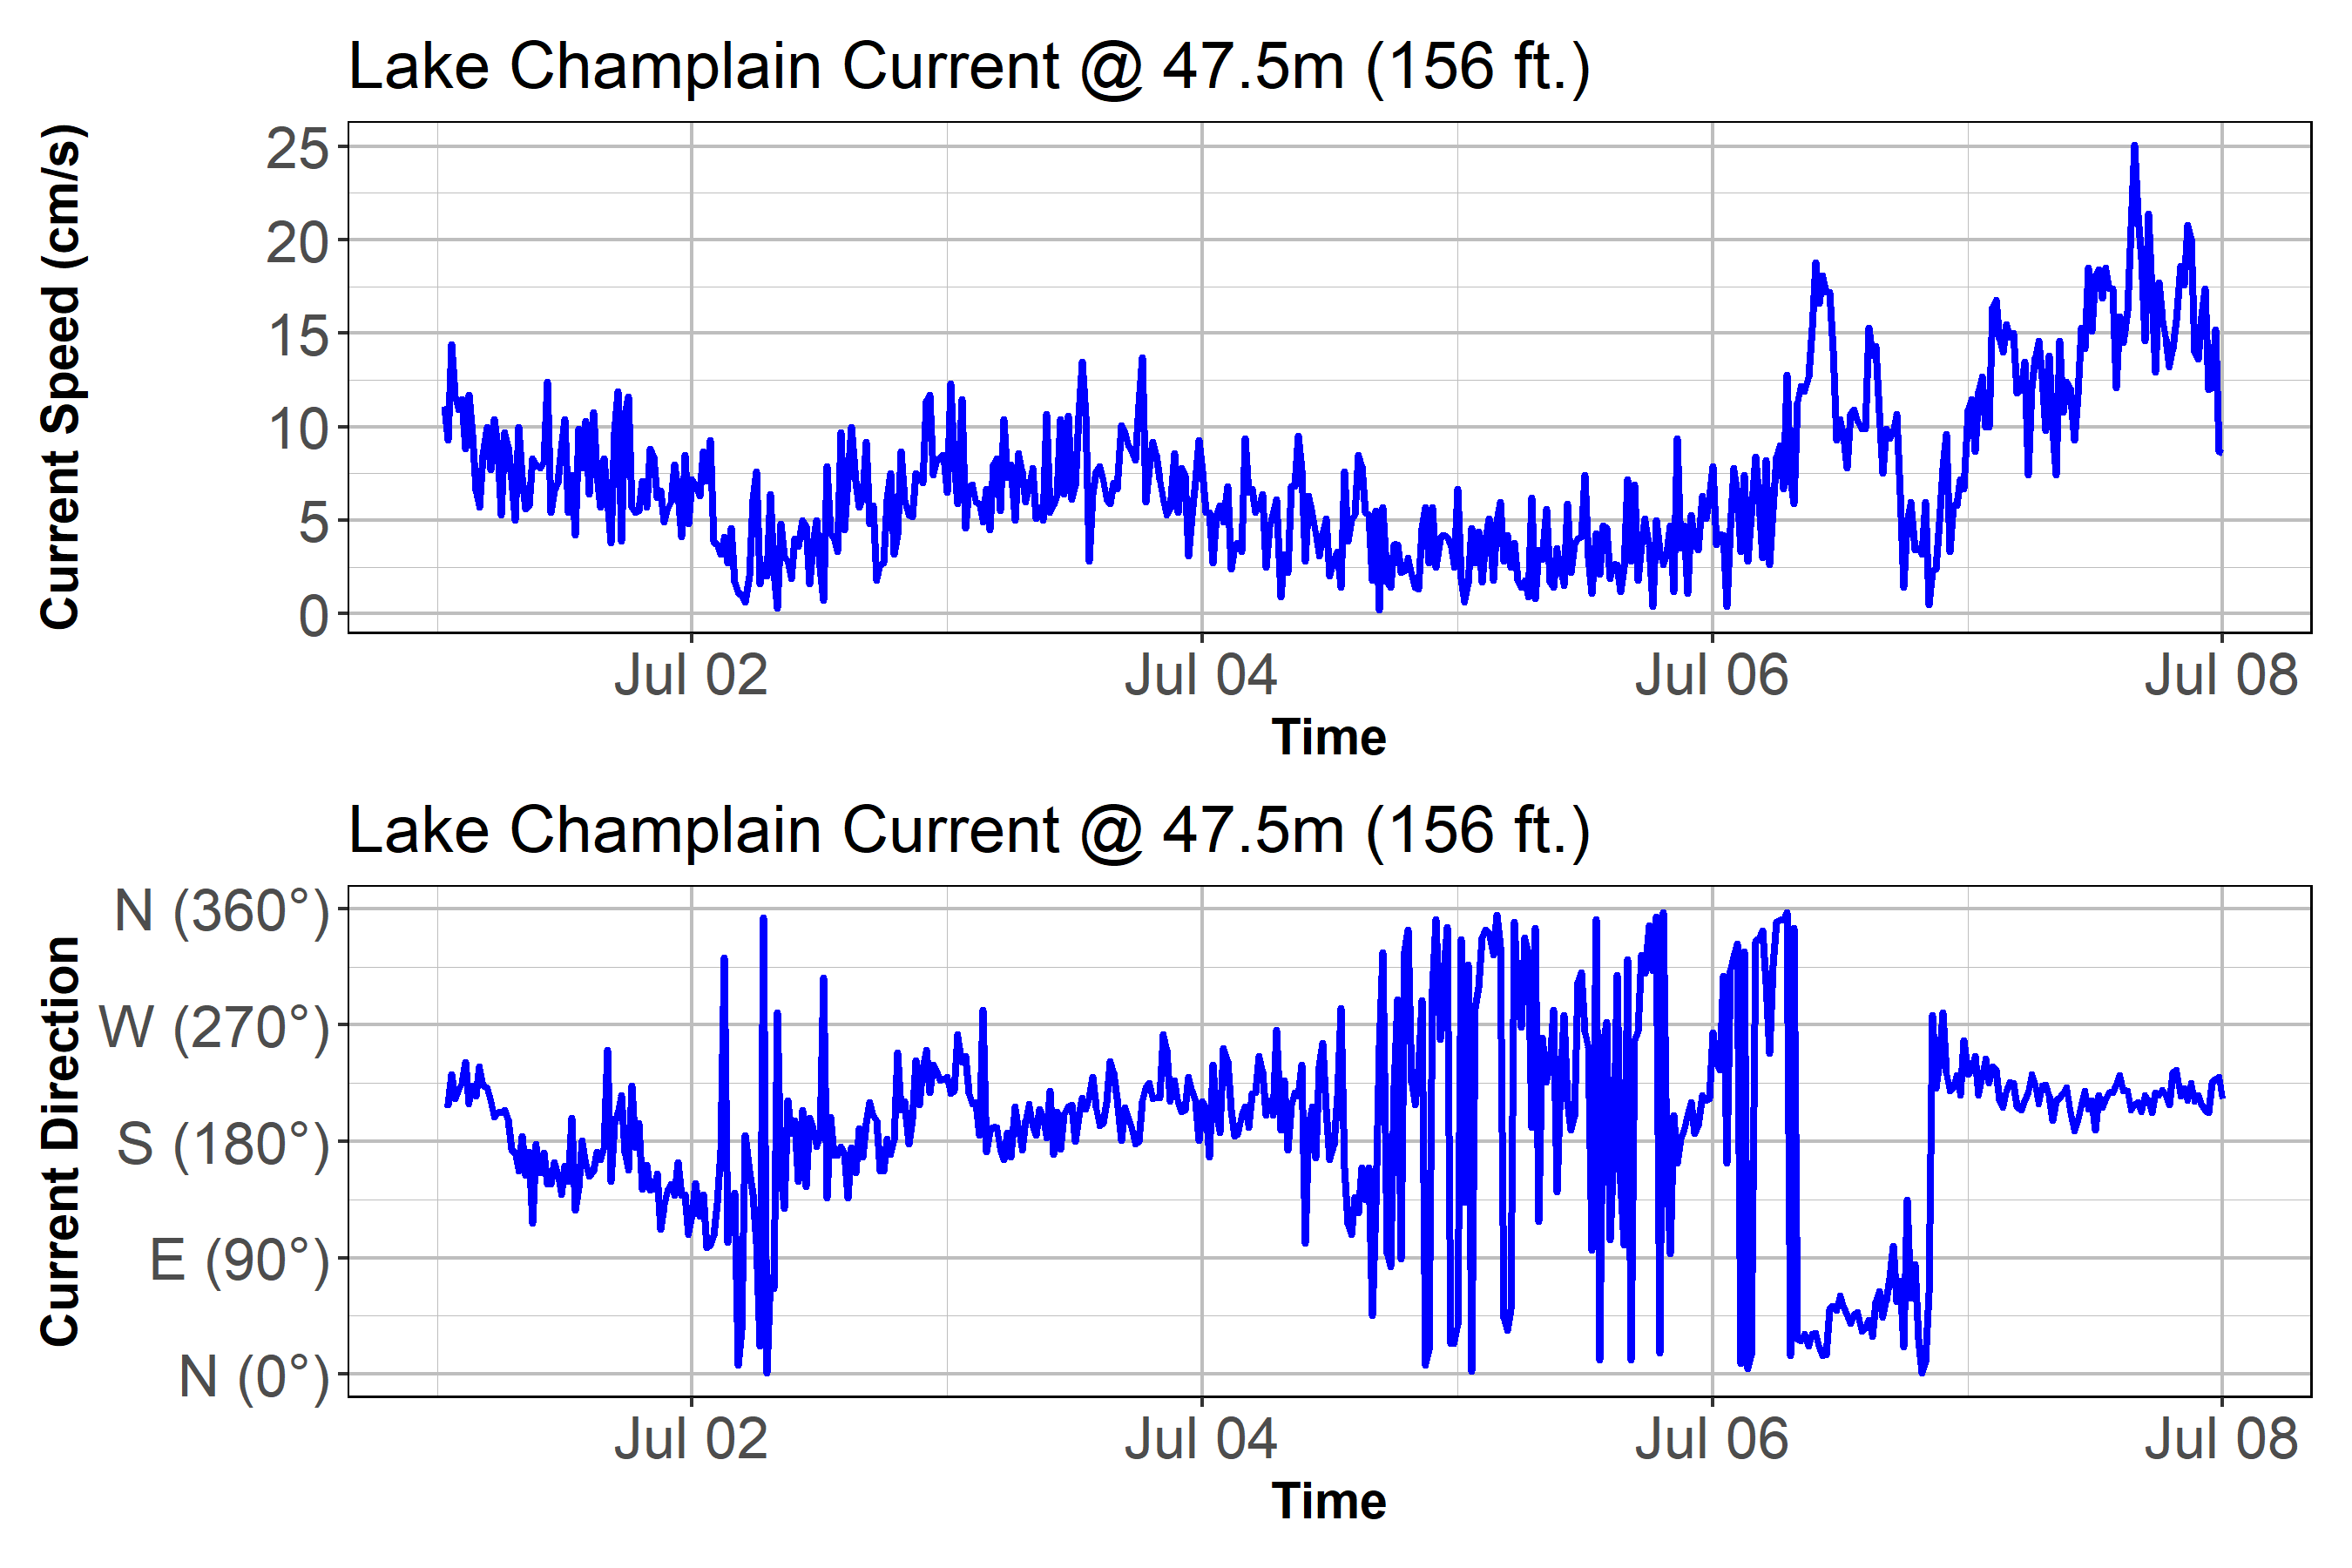 Lake Champlain Current @ 47.5m (156 ft.)
Current Speed (cm/s)
25
20
15
10
5
0
Jul 02 Jul 04 Jul 06 Jul 08
Time
Lake Champlain Current @ 47.5m (156 ft.)
Current Direction
N (360°)
W (270°)
S (180°)
E (90°)
N (0°)
Jul 02 Jul 04 Jul 06 Jul 08
Time